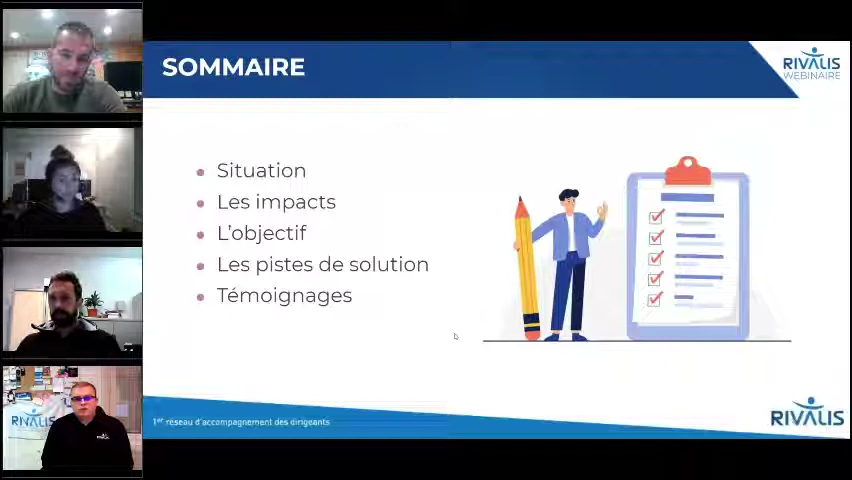 SOMMAIRE
RIVALIS
WEBINAIRE
Situation
Les impacts
L'objectif
Les pistes de solution
Témoignages
1er réseau d'accompagnement des dirigeants
RIVALIS
RIVALIS